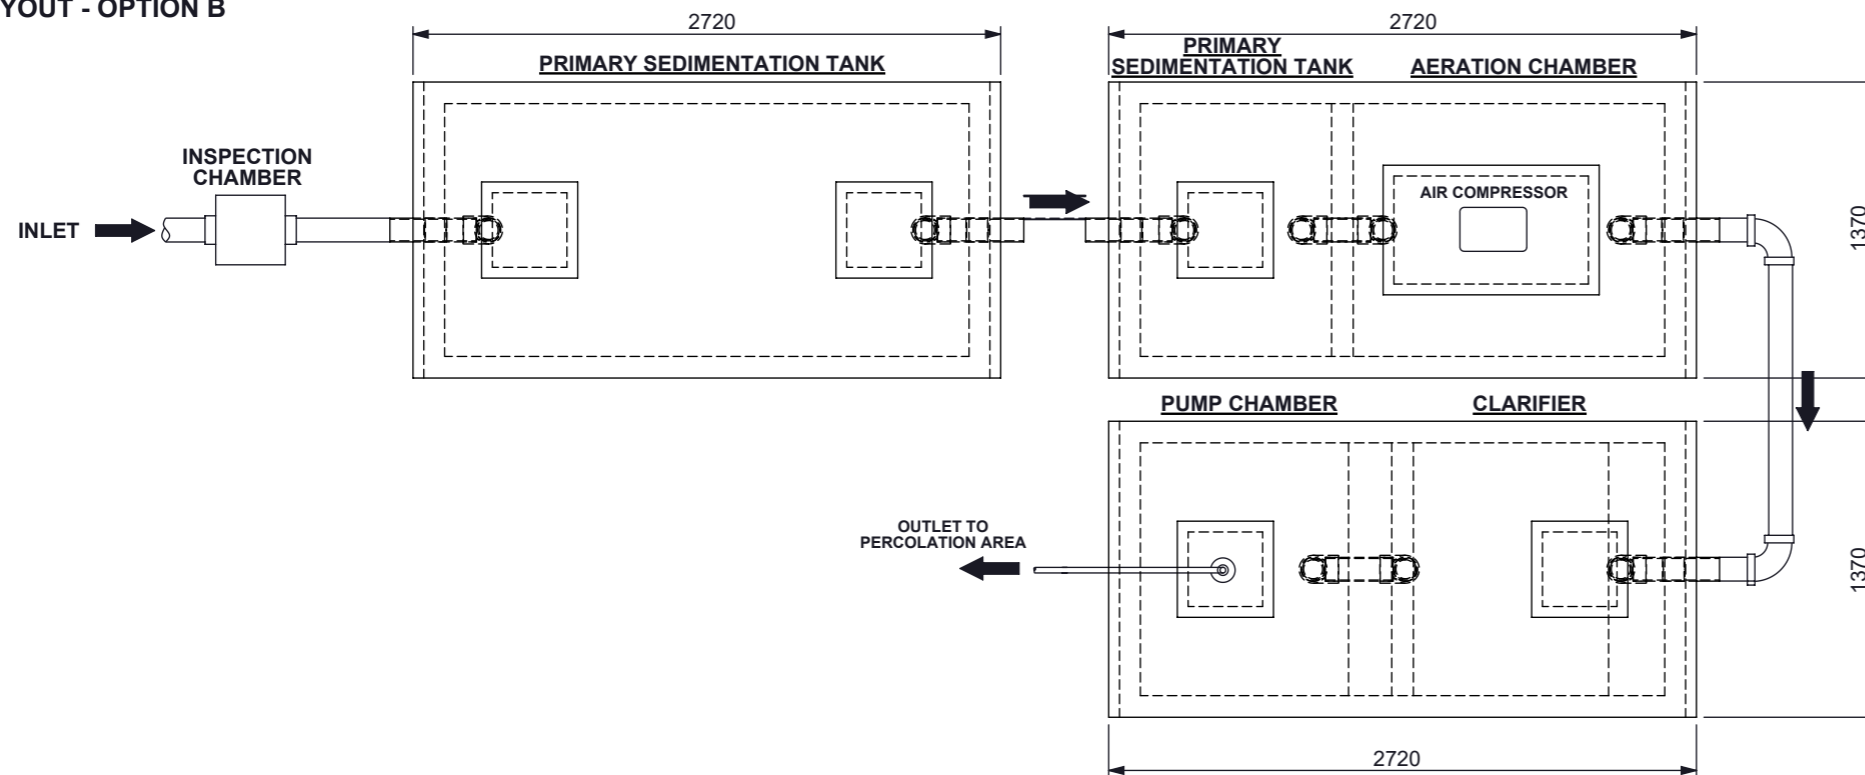 YOUT - OPTION B
2720
2720
PRIMARY SEDIMENTATION TANK
PRIMARY
SEDIMENTATION TANK
AERATION CHAMBER
INSPECTION
CHAMBER
INLET
AIR COMPRESSOR
1370
PUMP CHAMBER
CLARIFIER
OUTLET TO
PERCOLATION AREA
1370
2720